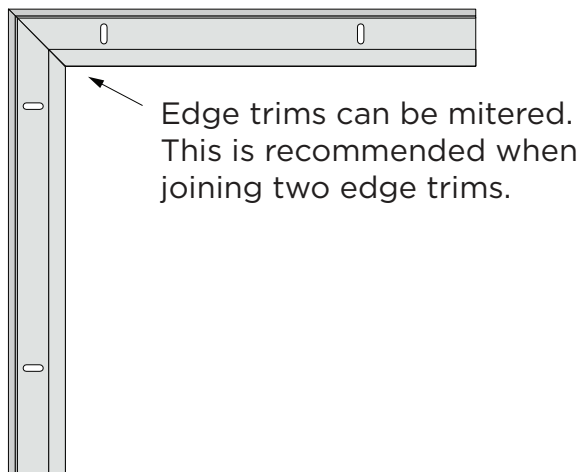 Edge trims can be mitered.
This is recommended when
joining two edge trims.